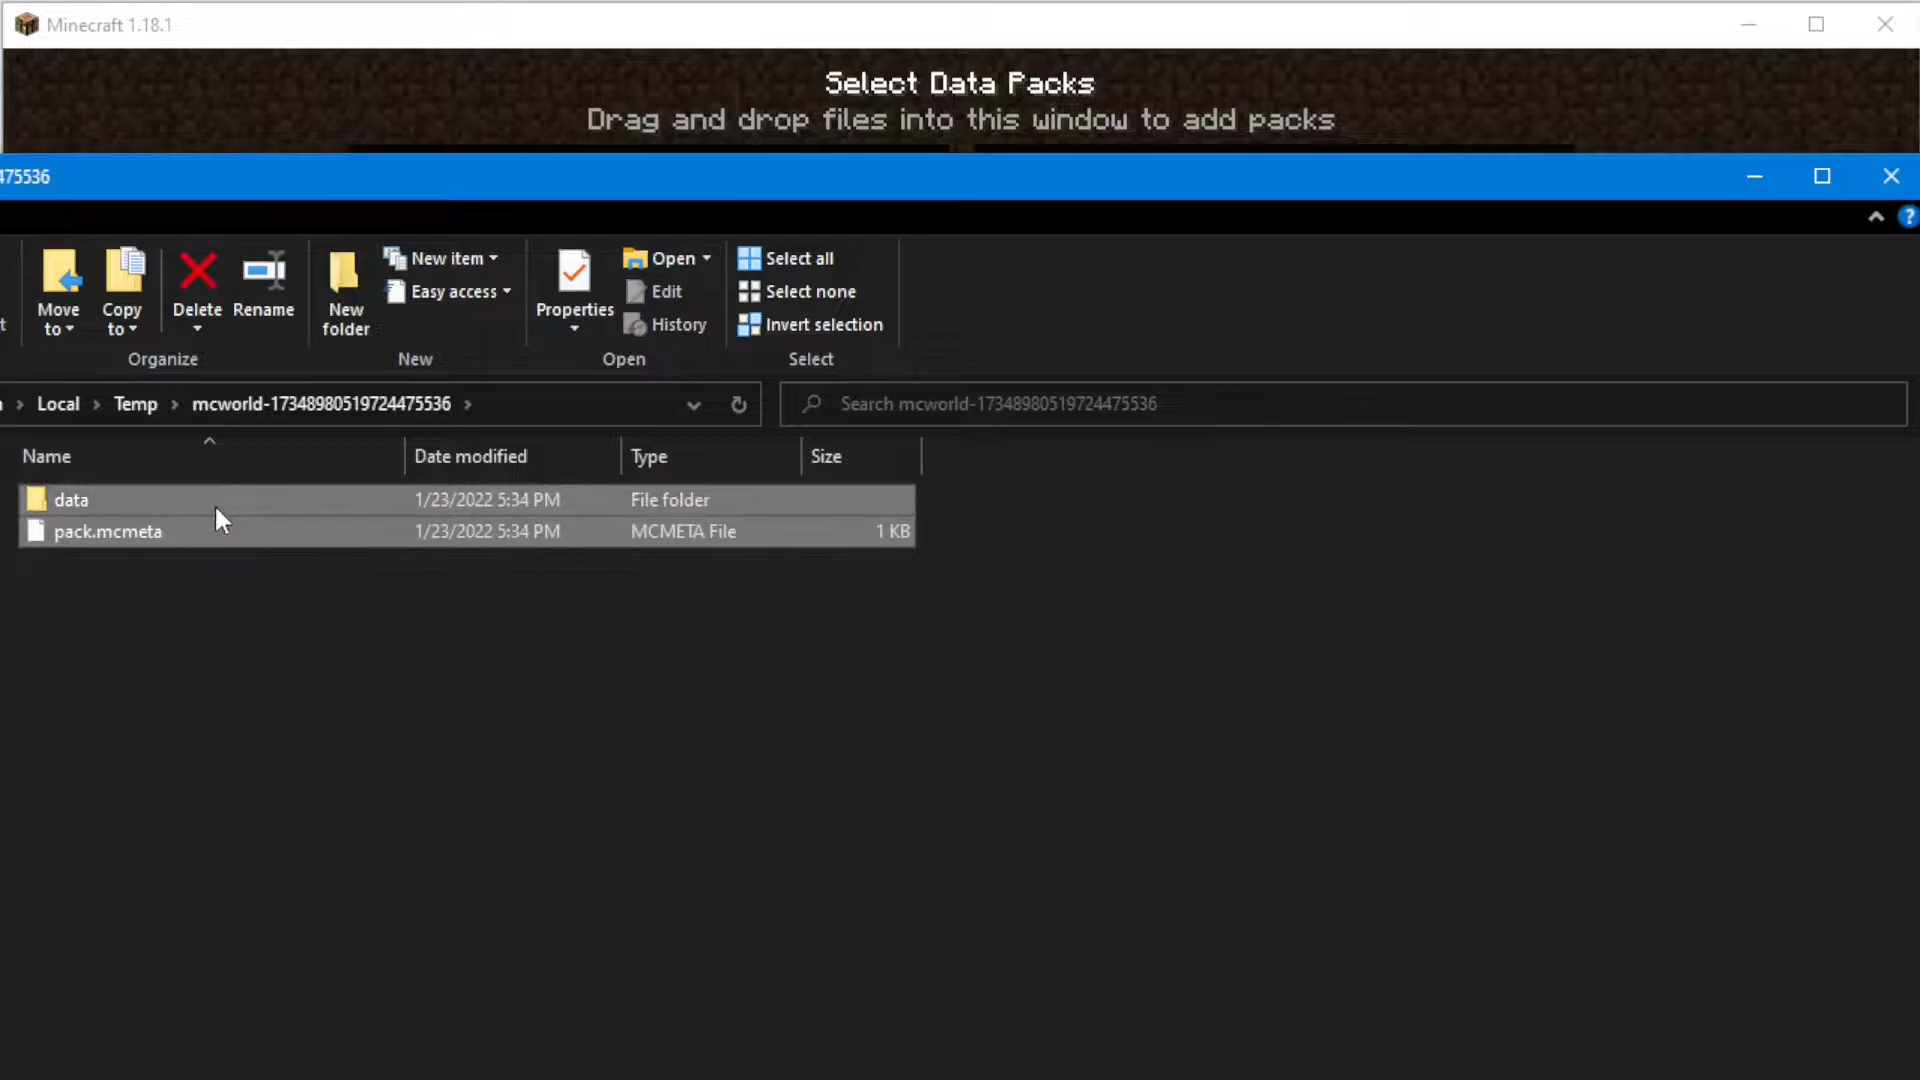 Minecraft 1.18.1
Select Data Packs
Drag and drop files into this window to add packs
475536
?
Move to
Copy to
Delete
Rename
New folder
New item
Easy access
Properties
Open
Edit
History
Select all
Select none
Invert selection
Organize
New
Open
Select
Local > Temp > mcworld-17348980519724475536 >
Search mcworld-17348980519724475536
Name
Date modified
Type
Size
data 1/23/2022 5:34 PM File folder
pack.mcmeta 1/23/2022 5:34 PM MCMETA File 1 KB